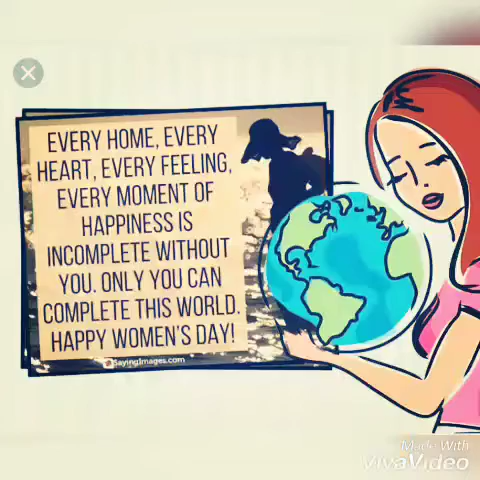 EVERY HOME, EVERY
HEART, EVERY FEELING,
EVERY MOMENT OF
HAPPINESS IS
INCOMPLETE WITHOUT
YOU. ONLY YOU CAN
COMPLETE THIS WORLD.
HAPPY WOMEN'S DAY!
SayingImages.com
Made With
VivaVideo